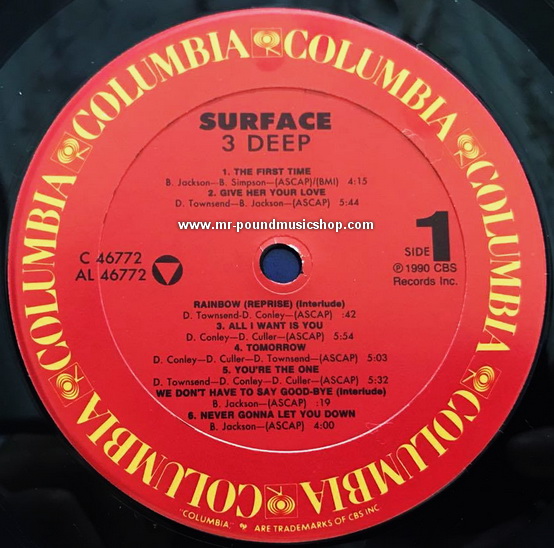 COLUMBIA COLUMBIA COLUMBIA COLUMBIA COLUMBIA COLUMBIA COLUMBIA COLUMBIA
SURFACE
3 DEEP
1. THE FIRST TIME
B. Jackson—B. Simpson—(ASCAP)/(BMI) 4:15
2. GIVE HER YOUR LOVE
D. Townsend—B. Jackson—(ASCAP) 5:44
www.mr-poundmusicshop.com
C 46772
AL 46772
SIDE 1
℗ 1990 CBS
Records Inc.
RAINBOW (REPRISE) (Interlude)
D. Townsend-D. Conley—(ASCAP) :42
3. ALL I WANT IS YOU
D. Conley—D. Culler—(ASCAP) 5:54
4. TOMORROW
D. Conley—D. Culler—D. Townsend—(ASCAP) 5:03
5. YOU'RE THE ONE
D. Townsend—D. Conley—D. Culler—(ASCAP) 5:32
WE DON'T HAVE TO SAY GOOD-BYE (Interlude)
B. Jackson—(ASCAP) :19
6. NEVER GONNA LET YOU DOWN
B. Jackson—(ASCAP) 4:00
"COLUMBIA," ARE TRADEMARKS OF CBS INC